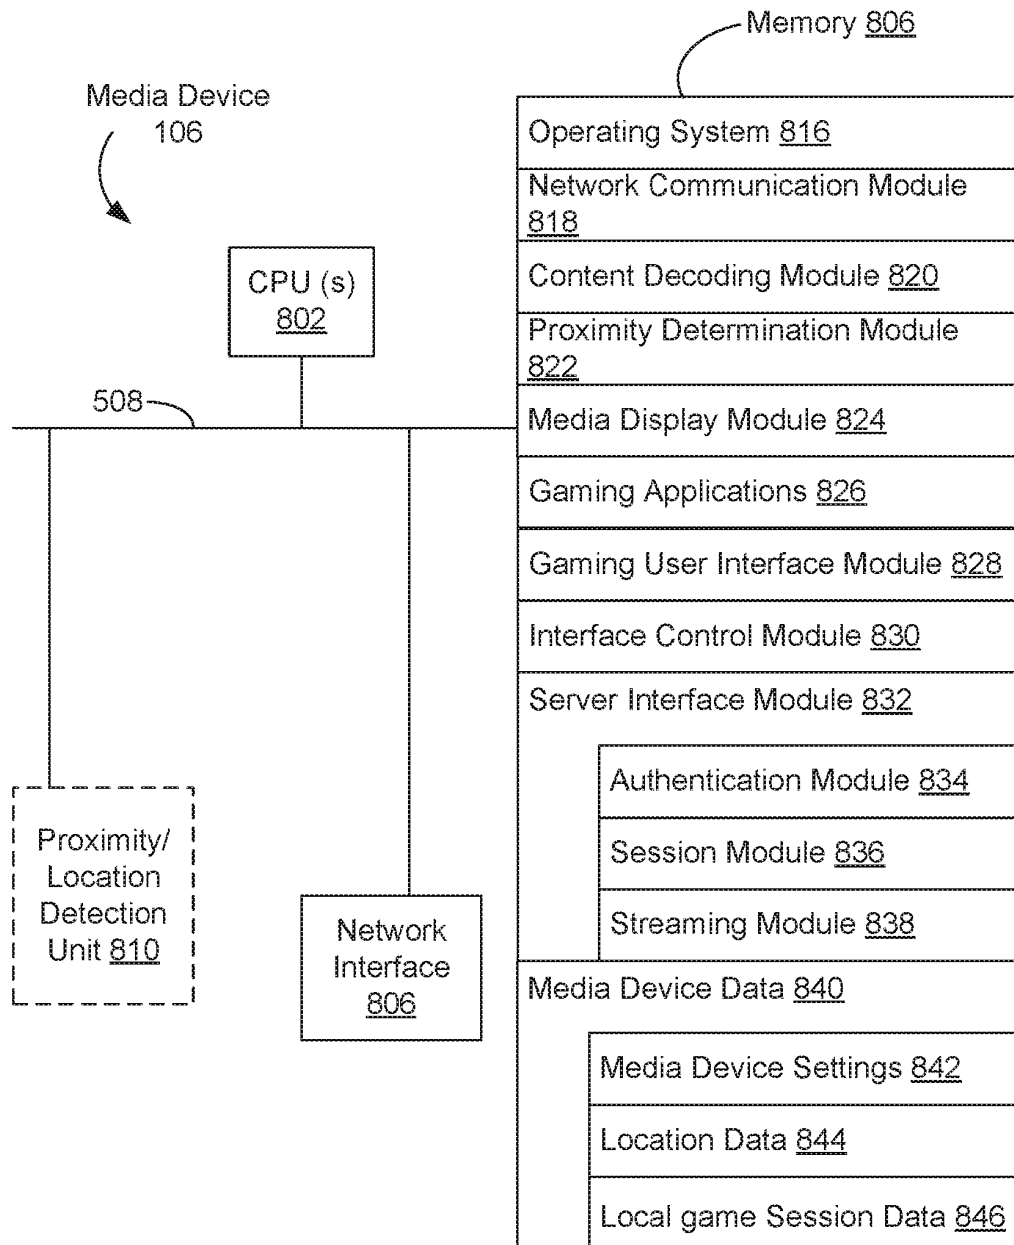 Memory 806
Media Device
106
Operating System 816
Network Communication Module
818
CPU (s)
802
Content Decoding Module 820
Proximity Determination Module
822
508
Media Display Module 824
Gaming Applications 826
Gaming User Interface Module 828
Interface Control Module 830
Server Interface Module 832
Authentication Module 834
Session Module 836
Streaming Module 838
Proximity/
Location
Detection
Unit 810
Network
Interface
806
Media Device Data 840
Media Device Settings 842
Location Data 844
Local game Session Data 846